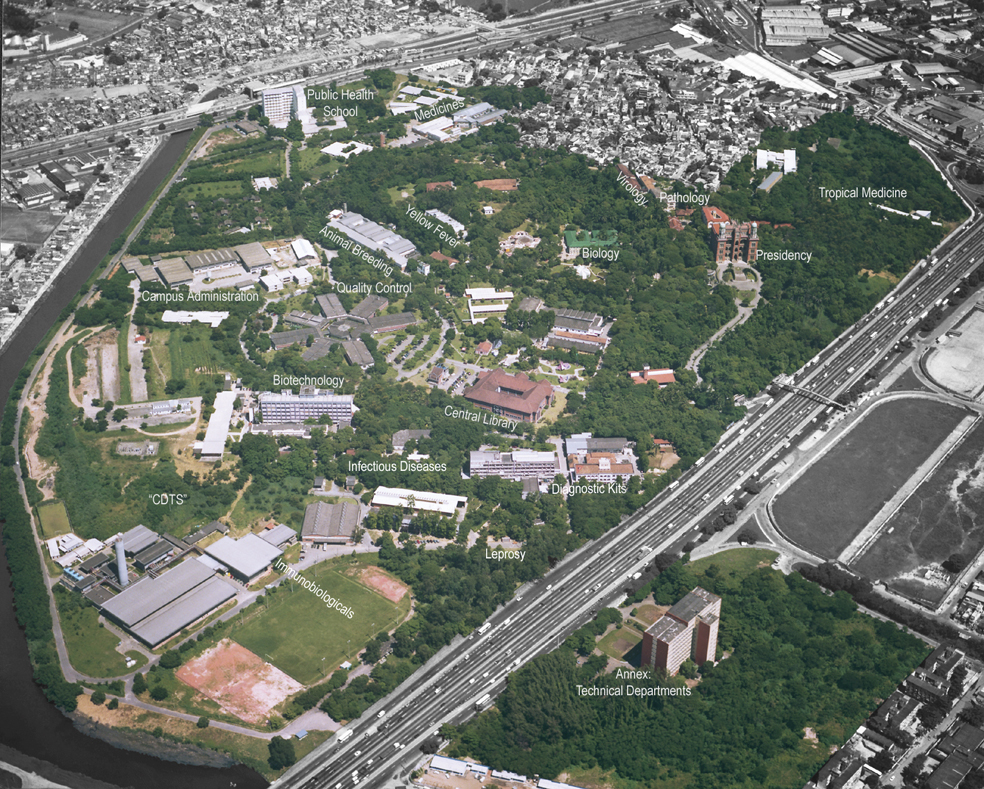 Public Health
School
Medicines
Virology
Pathology
Tropical Medicine
Yellow Fever
Animal Breeding
Biology
Presidency
Quality Control
Campus Administration
Biotechnology
Central Library
Infectious Diseases
Diagnostic Kits
"CDTS"
Leprosy
Immunobiologicals
Annex:
Technical Departments